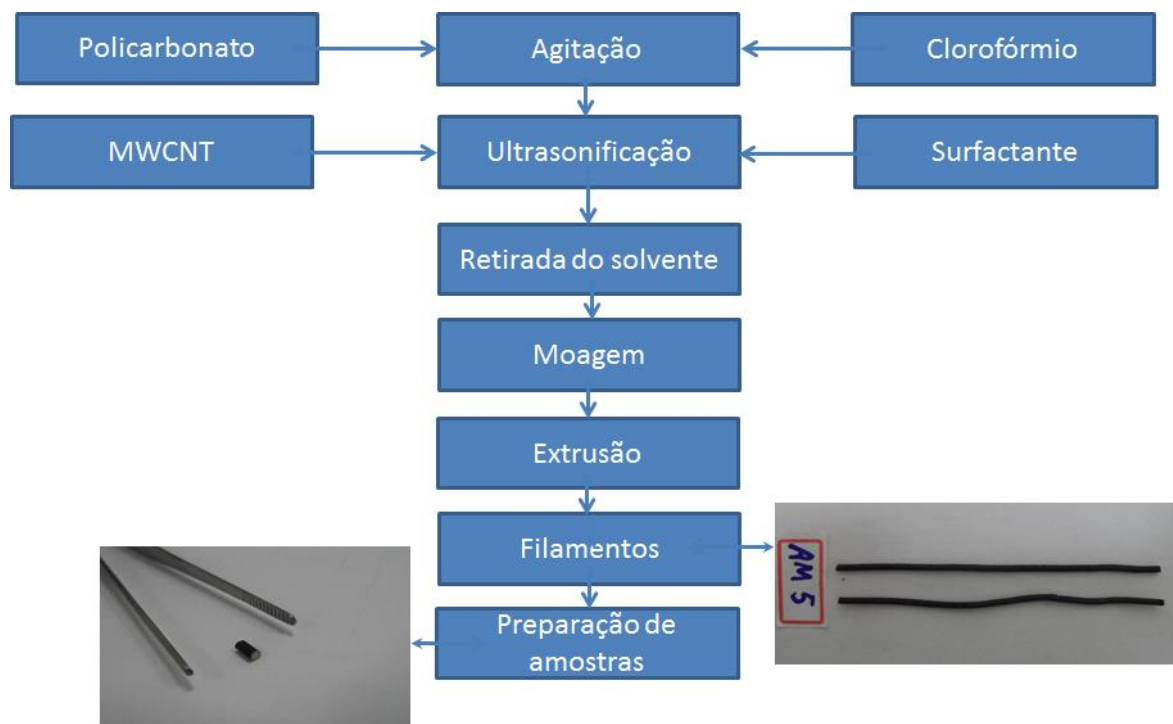 Policarbonato
Agitação
Clorofórmio
MWCNT
Ultrasonificação
Surfactante
Retirada do solvente
Moagem
Extrusão
Filamentos
AM 5
Preparação de
amostras